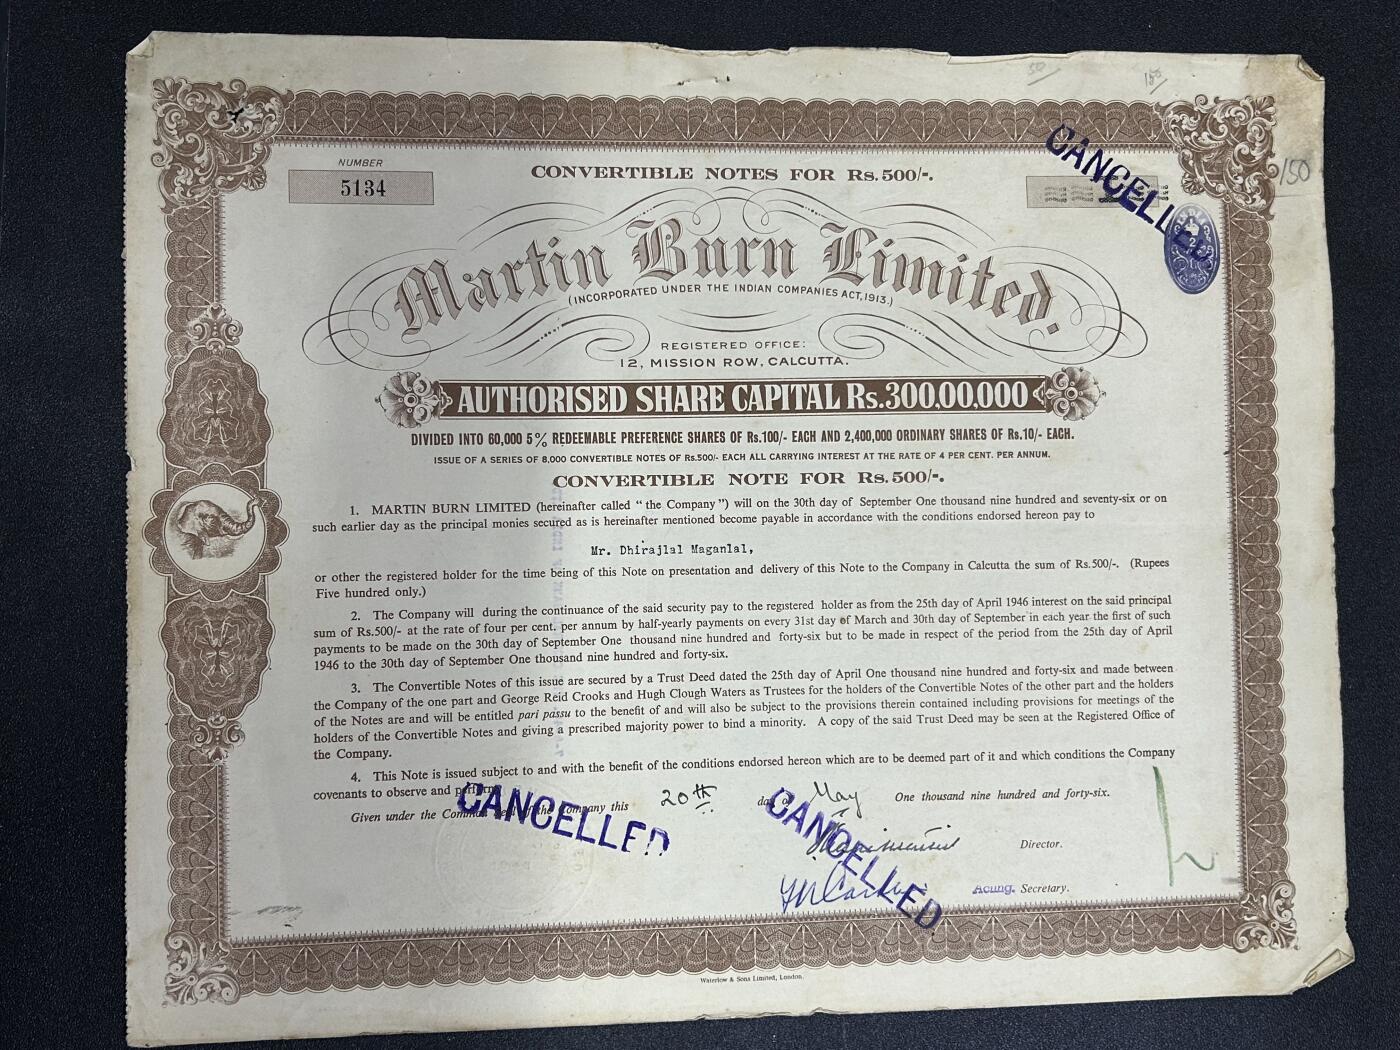 50/
150/
150
CANCELLED
NUMBER
5134
CONVERTIBLE NOTES FOR Rs.500/-.
Martin Burn Limited.
(INCORPORATED UNDER THE INDIAN COMPANIES ACT, 1913.)
REGISTERED OFFICE:
12, MISSION ROW, CALCUTTA.
AUTHORISED SHARE CAPITAL Rs.300,00,000
DIVIDED INTO 60,000 5% REDEEMABLE PREFERENCE SHARES OF Rs.100/- EACH AND 2,400,000 ORDINARY SHARES OF Rs.10/- EACH.
ISSUE OF A SERIES OF 8,000 CONVERTIBLE NOTES OF Rs.500/- EACH ALL CARRYING INTEREST AT THE RATE OF 4 PER CENT. PER ANNUM.
CONVERTIBLE NOTE FOR Rs.500/-.
1. MARTIN BURN LIMITED (hereinafter called "the Company") will on the 30th day of September One thousand nine hundred and seventy-six or on
such earlier day as the principal monies secured as is hereinafter mentioned become payable in accordance with the conditions endorsed hereon pay to
Mr. Dhirajlal Maganlal,
or other the registered holder for the time being of this Note on presentation and delivery of this Note to the Company in Calcutta the sum of Rs.500/-. (Rupees
Five hundred only.)
2. The Company will during the continuance of the said security pay to the registered holder as from the 25th day of April 1946 interest on the said principal
sum of Rs.500/- at the rate of four per cent. per annum by half-yearly payments on every 31st day of March and 30th day of September in each year the first of such
payments to be made on the 30th day of September One thousand nine hundred and forty-six but to be made in respect of the period from the 25th day of April
1946 to the 30th day of September One thousand nine hundred and forty-six.
3. The Convertible Notes of this issue are secured by a Trust Deed dated the 25th day of April One thousand nine hundred and forty-six and made between
the Company of the one part and George Reid Crooks and Hugh Clough Waters as Trustees for the holders of the Convertible Notes of the other part and the holders
of the Notes are and will be entitled pari passu to the benefit of and will also be subject to the provisions therein contained including provisions for meetings of the
holders of the Convertible Notes and giving a prescribed majority power to bind a minority. A copy of the said Trust Deed may be seen at the Registered Office of
the Company.
4. This Note is issued subject to and with the benefit of the conditions endorsed hereon which are to be deemed part of it and which conditions the Company
covenants to observe and perform.
Given under the Common Seal of the Company this 20th day of May One thousand nine hundred and forty-six.
CANCELLED
CANCELLED
Director.
Acting. Secretary.
Waterlow & Sons Limited, London.